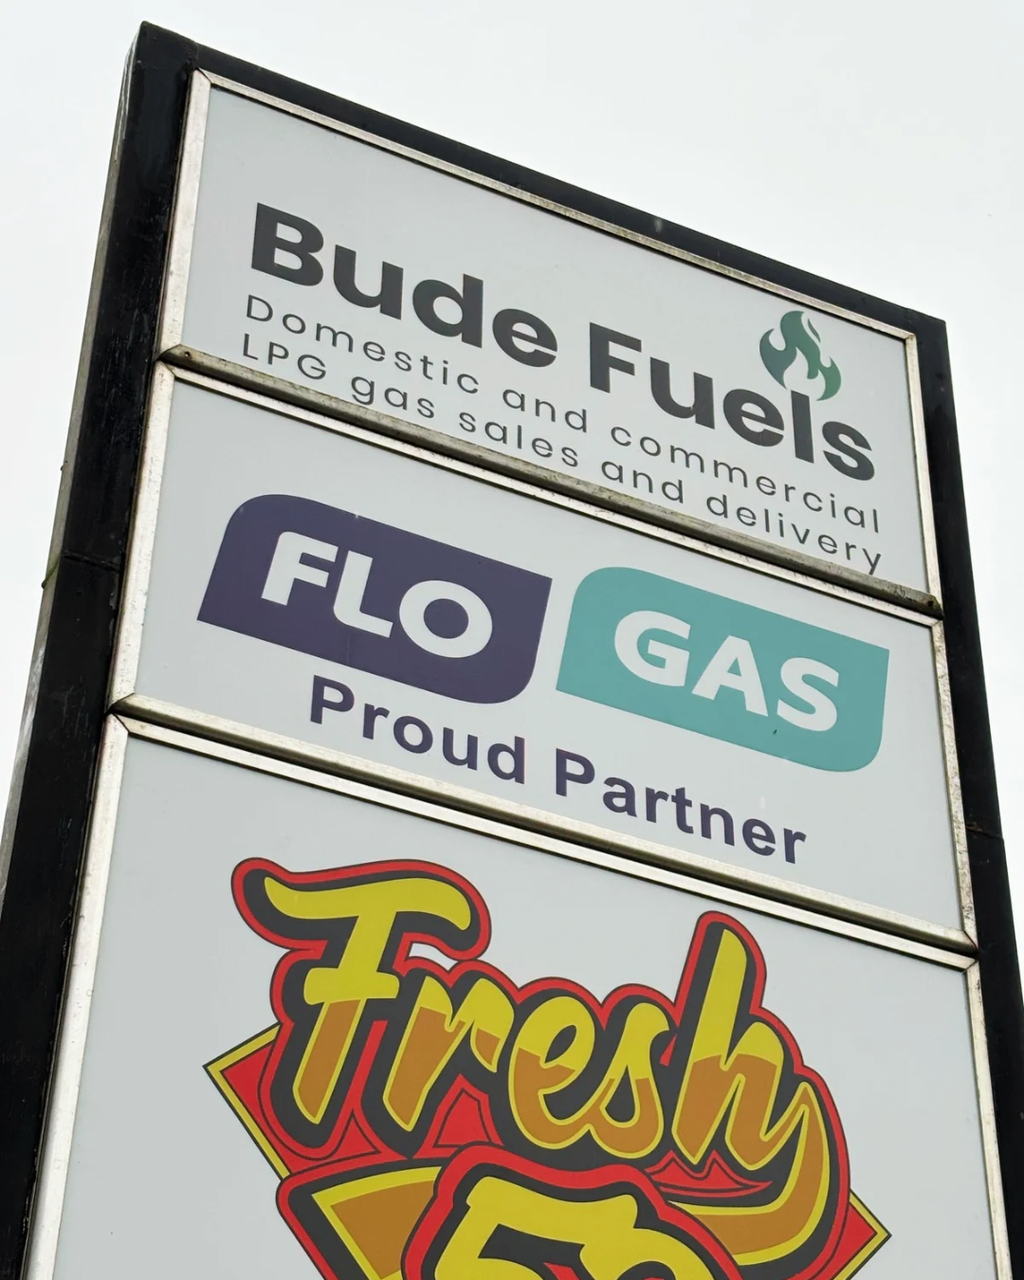 Bude Fuels
Domestic and commercial
LPG gas sales and delivery
FLO GAS
Proud Partner
Fresh